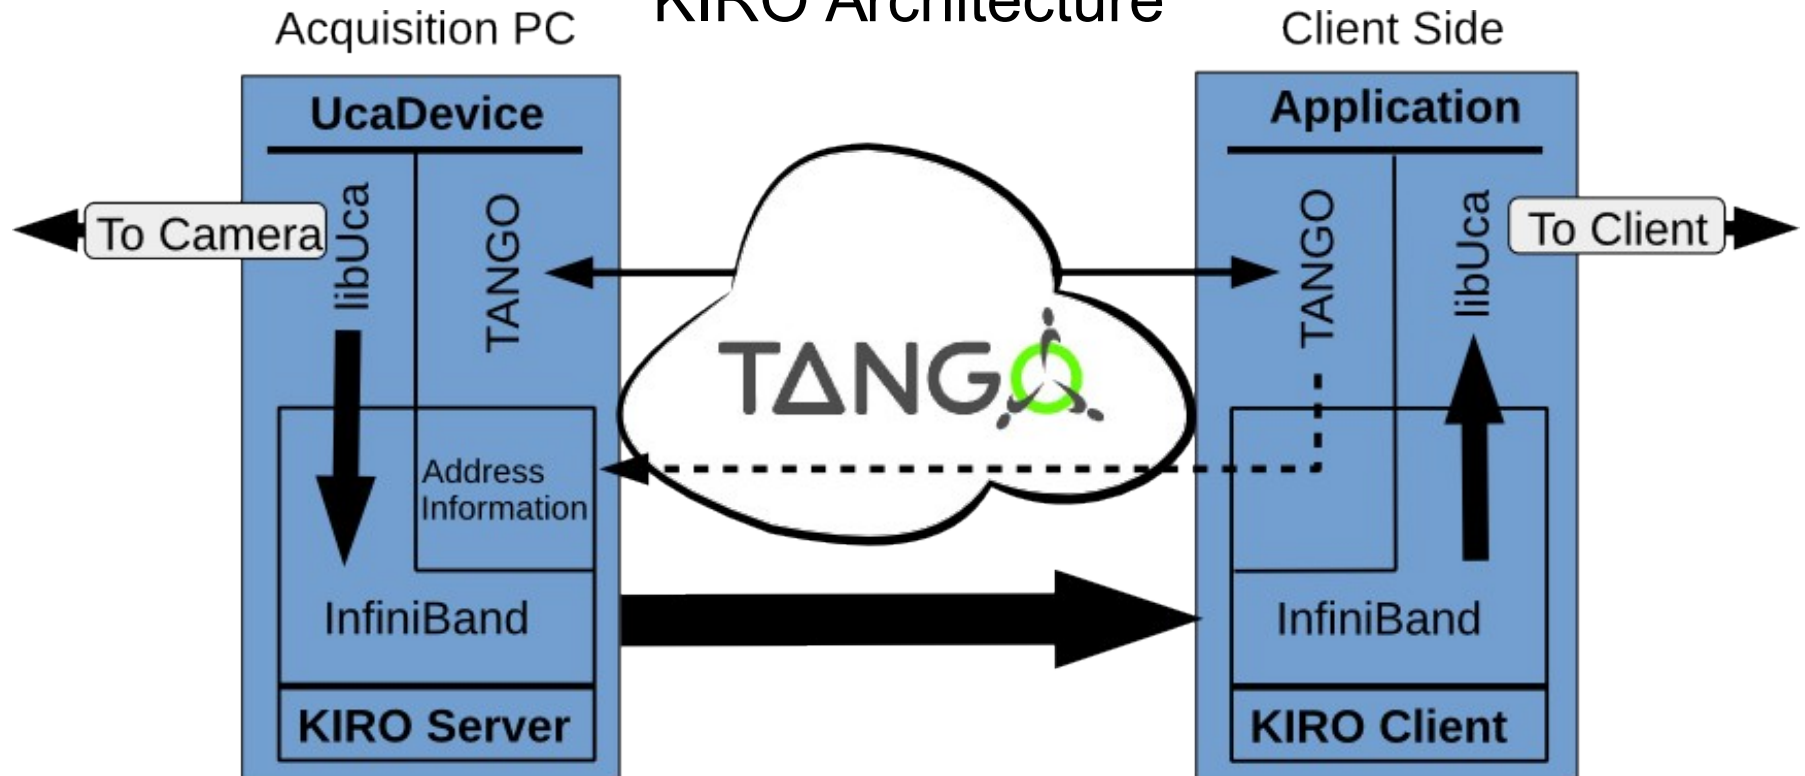 KIRO Architecture
Acquisition PC
Client Side
UcaDevice
Application
To Camera
libUca
TANGO
TANGO
libUca
To Client
TANGO
Address
Information
InfiniBand
InfiniBand
KIRO Server
KIRO Client